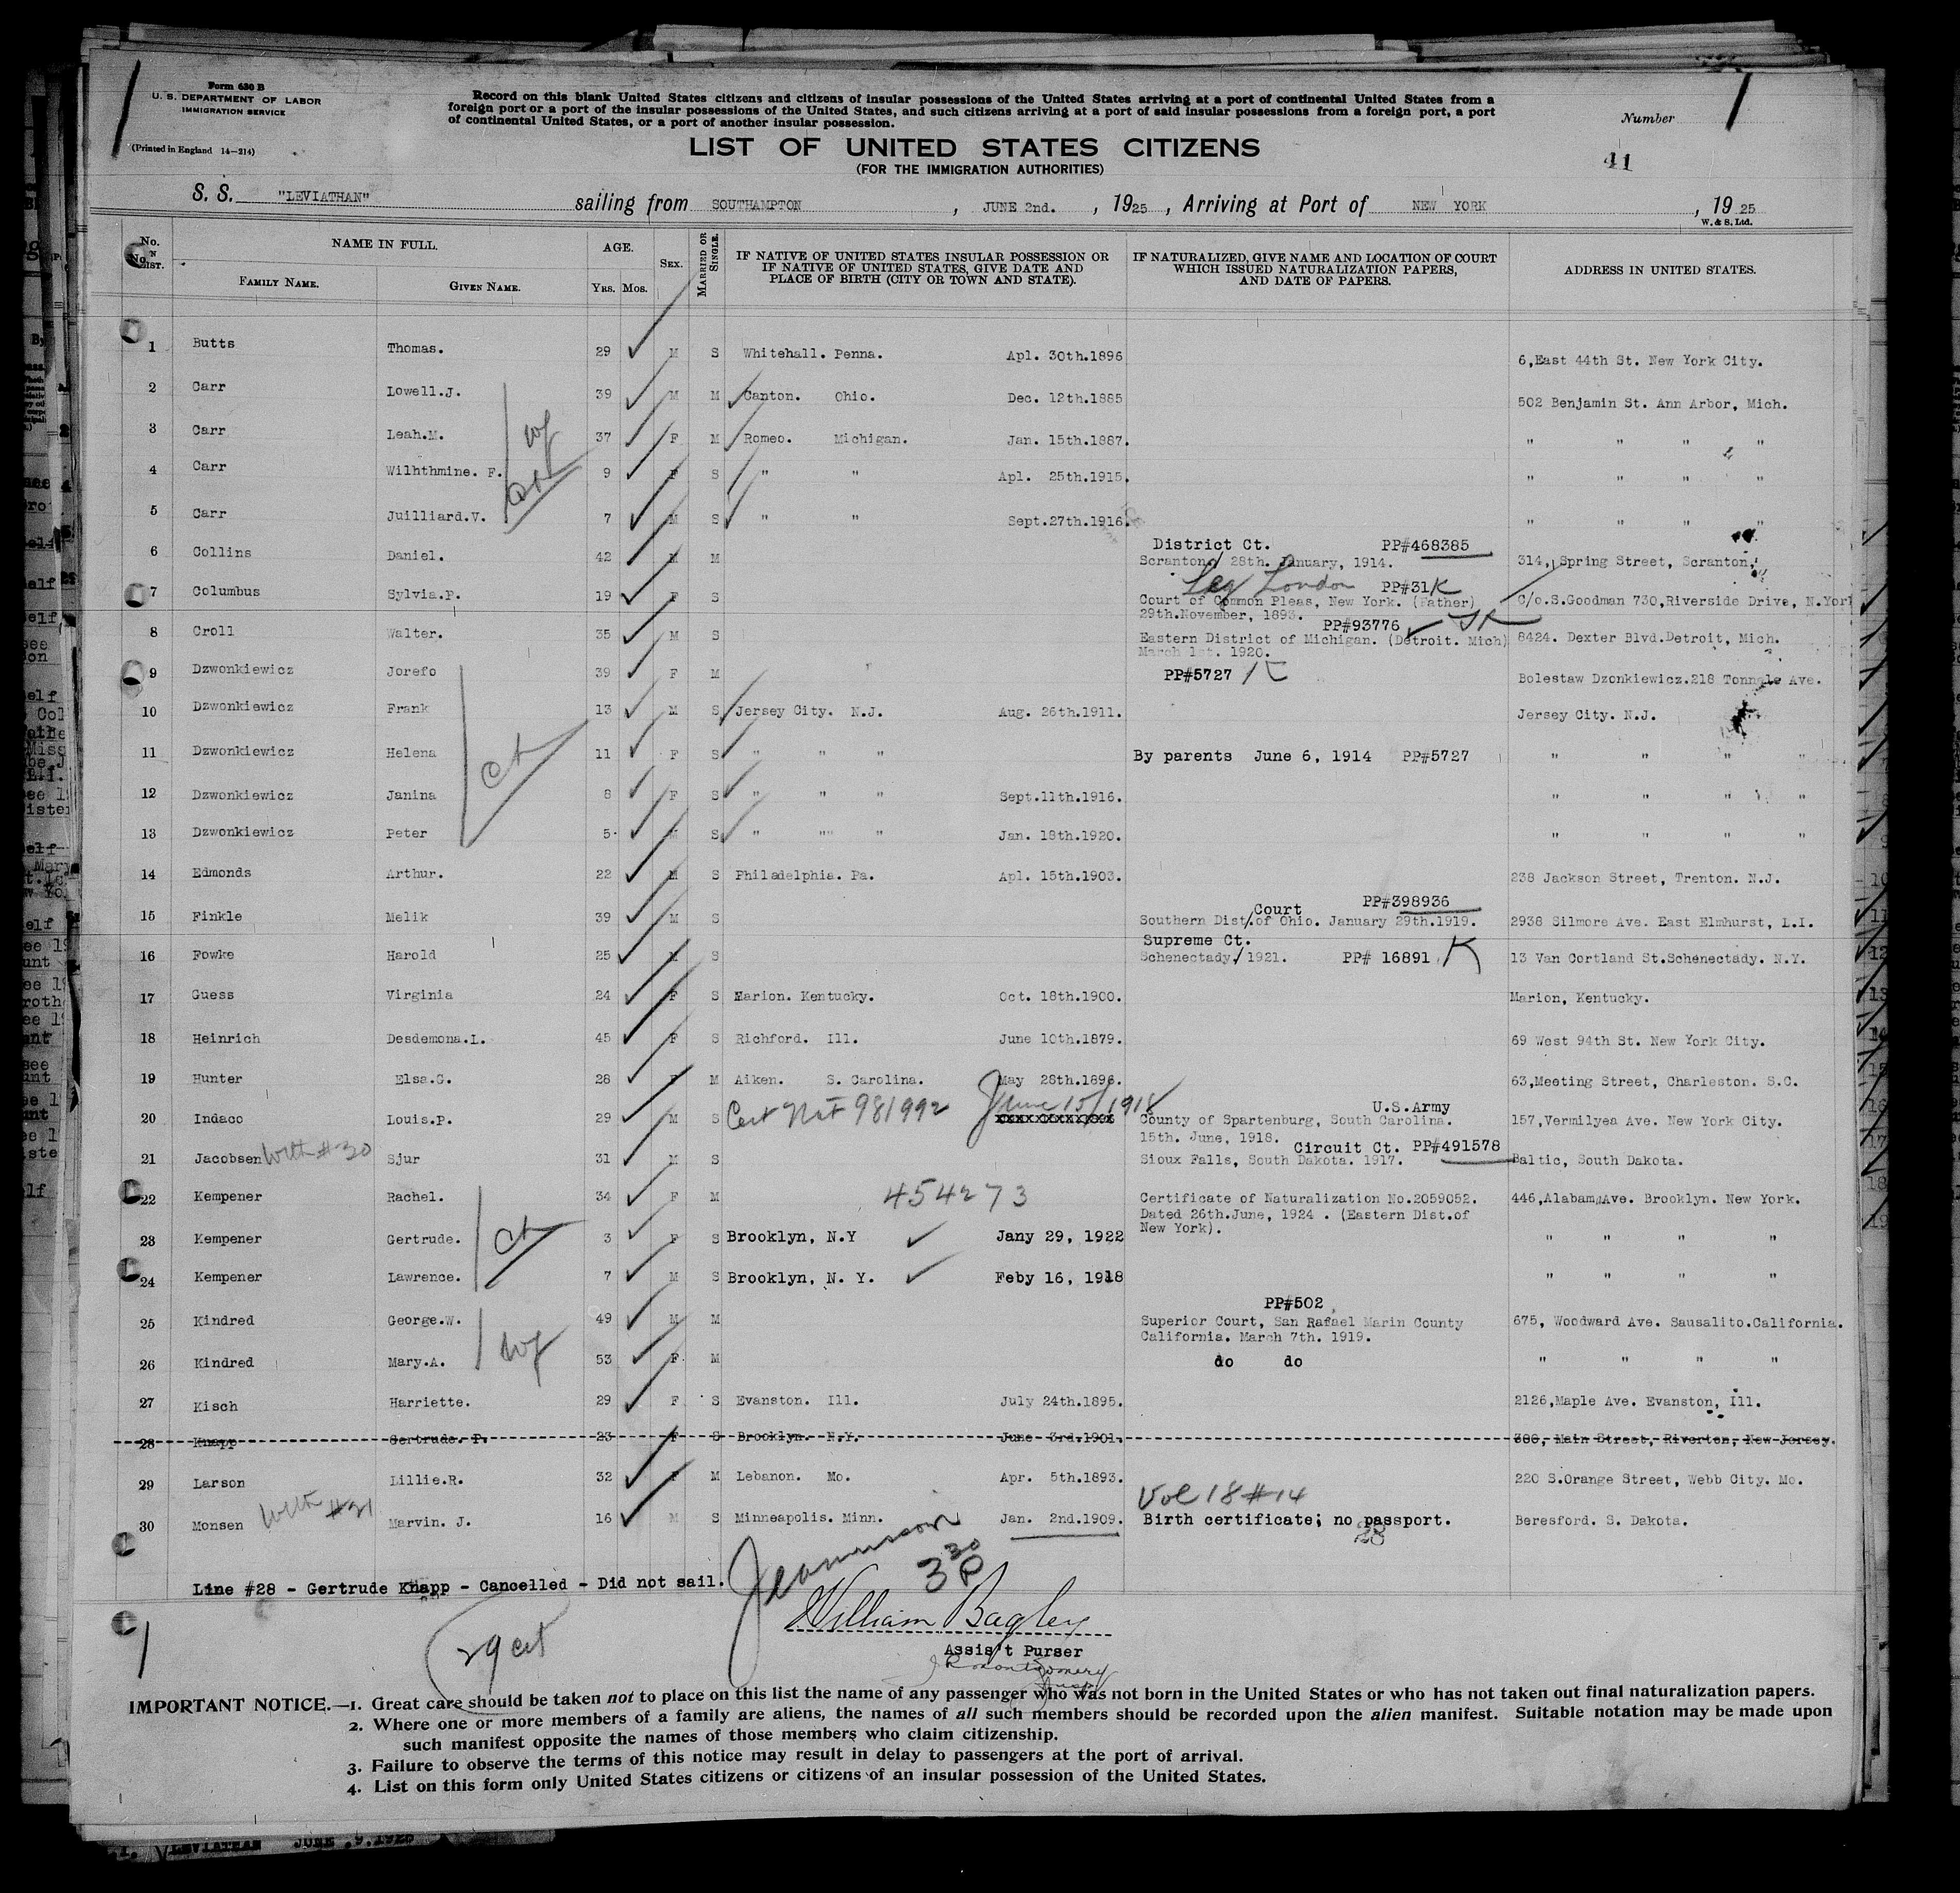 Form 630 B
U. S. DEPARTMENT OF LABOR
IMMIGRATION SERVICE
(Printed in England 14—214)
Record on this blank United States citizens and citizens of insular possessions of the United States arriving at a port of continental United States from a
foreign port or a port of the insular possessions of the United States, and such citizens arriving at a port of said insular possessions from a foreign port, a port
of continental United States, or a port of another insular possession.
Number
41
LIST OF UNITED STATES CITIZENS
(FOR THE IMMIGRATION AUTHORITIES)
S. S. "LEVIATHAN" sailing from SOUTHAMPTON, JUNE 2nd., 1925, Arriving at Port of NEW YORK, 1925
W. & S. Ltd.
No. NAME IN FULL. AGE. SEX. MARRIED OR SINGLE. IF NATIVE OF UNITED STATES INSULAR POSSESSION OR IF NATIVE OF UNITED STATES, GIVE DATE AND PLACE OF BIRTH (CITY OR TOWN AND STATE). IF NATURALIZED, GIVE NAME AND LOCATION OF COURT WHICH ISSUED NATURALIZATION PAPERS, AND DATE OF PAPERS. ADDRESS IN UNITED STATES.
FAMILY NAME. GIVEN NAME. YRS. MOS.
1 Butts Thomas. 29 M S Whitehall. Penna. Apl. 30th.1896 6,East 44th St. New York City.
2 Carr Lowell.J. 39 M M Canton. Ohio. Dec. 12th.1885 502 Benjamin St. Ann Arbor, Mich.
3 Carr Leah.M. 37 F M Romeo. Michigan. Jan. 15th.1887. " " " "
wf
4 Carr Wilhthmine. F. 9 F S " " Apl. 25th.1915. " " " "
5 Carr Juilliard.V. 7 M S " " Sept.27th.1916. " " " "
District Ct. PP#468385
6 Collins Daniel. 42 M M Scranton, 28th. January, 1914. 314, Spring Street, Scranton,
London PP#31 K
7 Columbus Sylvia.P. 19 F S Court of Common Pleas, New York. (Father) C/o.S.Goodman 730,Riverside Drive, N.York
29th.November, 1893. PP#93776
8 Croll Walter. 35 M S Eastern District of Michigan. (Detroit. Mich) 8424. Dexter Blvd.Detroit, Mich.
March 1st. 1920.
9 Dzwonkiewicz Jorefo 39 F M PP#5727 Bolestaw Dzonkiewicz.218 Tonnele Ave.
10 Dzwonkiewicz Frank 13 M S Jersey City. N.J. Aug. 26th.1911. Jersey City. N.J.
11 Dzwonkiewicz Helena 11 F S " " " By parents June 6, 1914 PP#5727 " " " "
12 Dzwonkiewicz Janina 8 F S " " " Sept.11th.1916. " " " "
13 Dzwonkiewicz Peter 5 M S " "" " Jan. 18th.1920. " " " "
14 Edmonds Arthur. 22 M S Philadelphia. Pa. Apl. 15th.1903. 238 Jackson Street, Trenton. N.J.
Court PP#398936
15 Finkle Melik 39 M S Southern Dist/of Ohio. January 29th.1919. 2938 Silmore Ave. East Elmhurst, L.I.
Supreme Ct.
16 Fowke Harold 25 M S Schenectady/ 1921. PP# 16891 K 13 Van Cortland St.Schenectady. N.Y.
17 Guess Virginia 24 F S Marion. Kentucky. Oct. 18th.1900. Marion, Kentucky.
18 Heinrich Desdemona.L. 45 F S Richford. Ill. June 10th.1879. 69 West 94th St. New York City.
19 Hunter Elsa.G. 28 F M Aiken. S. Carolina. May 28th.1896. 63,Meeting Street, Charleston. S.C.
U.S.Army
20 Indaco Louis.P. 29 M S Cert Nat 981992 June 15/1918 County of Spartenburg, South Carolina. 157,Vermilyea Ave. New York City.
15th. June, 1918. Circuit Ct. PP#491578
21 Jacobsen with #30 Sjur 31 M S Sioux Falls, South Dakota. 1917. Baltic, South Dakota.
22 Kempener Rachel. 34 F M 454273 Certificate of Naturalization No.2059052. 446,Alabama Ave. Brooklyn. New York.
Dated 26th.June, 1924 . (Eastern Dist.of
New York).
23 Kempener Gertrude. 3 F S Brooklyn, N.Y Jany 29, 1922 " " " "
24 Kempener Lawrence. 7 M S Brooklyn, N. Y. Feby 16, 1918 " " " "
PP#502
25 Kindred George.W. 49 M M Superior Court, San Rafael Marin County 675, Woodward Ave. Sausalito.California.
California. March 7th. 1919.
wf
26 Kindred Mary.A. 53 F M do do " " " "
27 Kisch Harriette. 29 F S Evanston. Ill. July 24th.1895. 2126,Maple Ave. Evanston, Ill.
28 Knapp Gertrude. P. 23 F S Brooklyn. N.Y. June 3rd.1901. 300, Main Street, Riverton, New Jersey.
29 Larson Lillie.R. 32 F M Lebanon. Mo. Apr. 5th.1893. 220 S.Orange Street, Webb City. Mo.
Vol 18 #14
30 Monsen with #21 Marvin. J. 16 M S Minneapolis. Minn. Jan. 2nd.1909. Birth certificate; no passport. Beresford. S. Dakota.
Line #28 - Gertrude Knapp - Cancelled - Did not sail.
William Bagley
Assis't Purser
29 cit
IMPORTANT NOTICE.—1. Great care should be taken not to place on this list the name of any passenger who was not born in the United States or who has not taken out final naturalization papers.
2. Where one or more members of a family are aliens, the names of all such members should be recorded upon the alien manifest. Suitable notation may be made upon
such manifest opposite the names of those members who claim citizenship.
3. Failure to observe the terms of this notice may result in delay to passengers at the port of arrival.
4. List on this form only United States citizens or citizens of an insular possession of the United States.
LEVIATHAN JUNE 9.1925